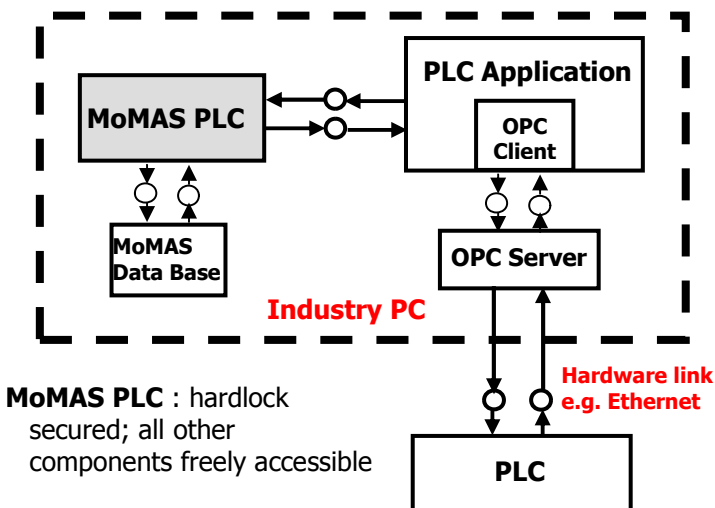 PLC Application
MoMAS PLC
OPC
Client
MoMAS
Data Base
OPC Server
Industry PC
Hardware link
e.g. Ethernet
MoMAS PLC : hardlock
secured; all other
components freely accessible
PLC